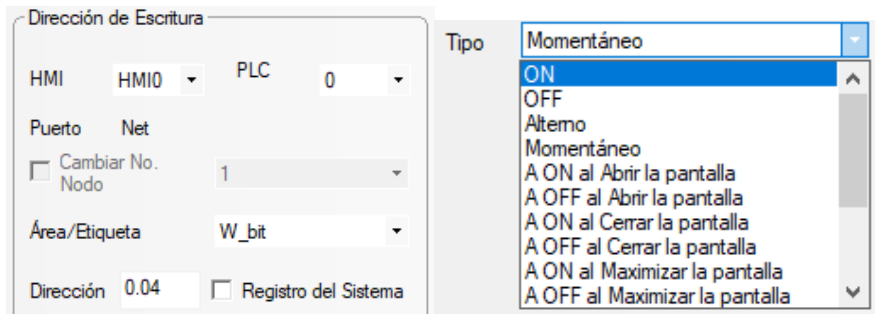 Dirección de Escritura
HMI HMI0 PLC 0
Puerto Net
Cambiar No.
Nodo
1
Área/Etiqueta W_bit
Dirección 0.04 Registro del Sistema
Tipo Momentáneo
ON
OFF
Alterno
Momentáneo
A ON al Abrir la pantalla
A OFF al Abrir la pantalla
A ON al Cerrar la pantalla
A OFF al Cerrar la pantalla
A ON al Maximizar la pantalla
A OFF al Maximizar la pantalla